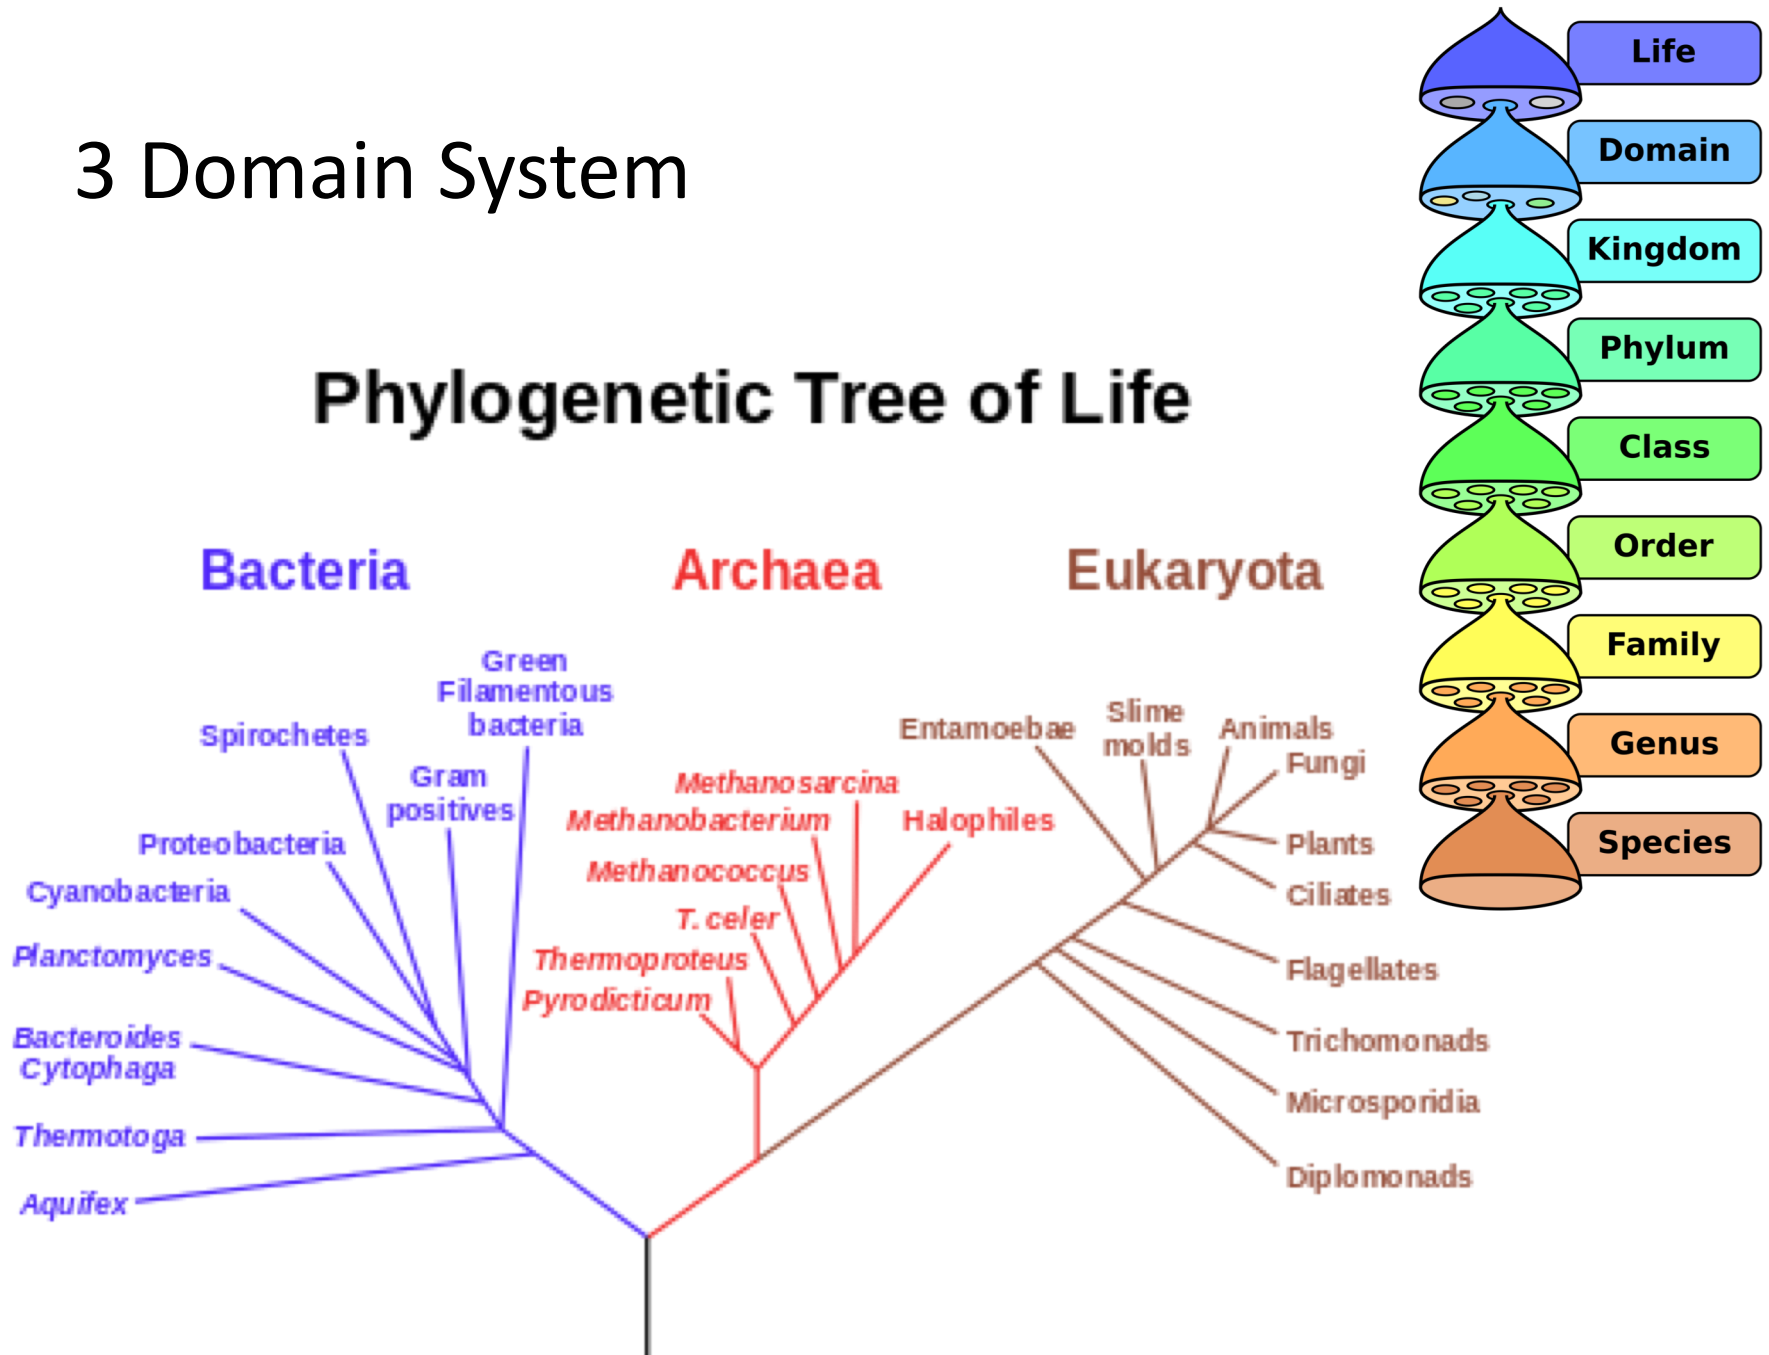 3 Domain System
Phylogenetic Tree of Life
Bacteria
Archaea
Eukaryota
Green
Filamentous
bacteria
Spirochetes
Gram
positives
Proteobacteria
Cyanobacteria
Planctomyces
Bacteroides
Cytophaga
Thermotoga
Aquifex
Methanosarcina
Methanobacterium
Halophiles
Methanococcus
T. celer
Thermoproteus
Pyrodicticum
Entamoebae
Slime
molds
Animals
Fungi
Plants
Ciliates
Flagellates
Trichomonads
Microsporidia
Diplomonads
Life
Domain
Kingdom
Phylum
Class
Order
Family
Genus
Species